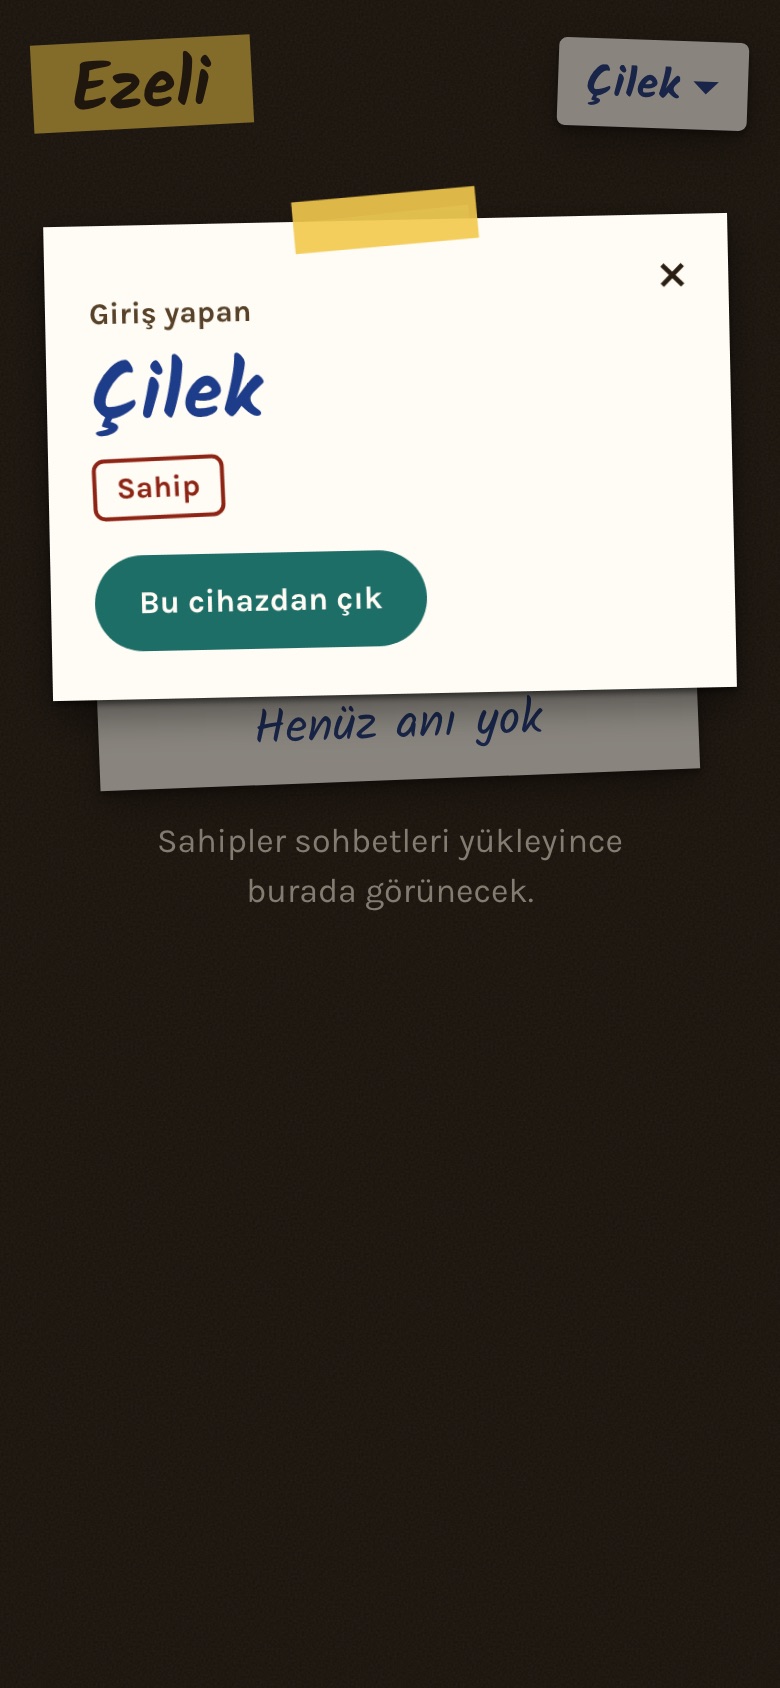 Ezeli
Çilek
Giriş yapan
Çilek
Sahip
Bu cihazdan çık
Henüz anı yok
Sahipler sohbetleri yükleyince
burada görünecek.